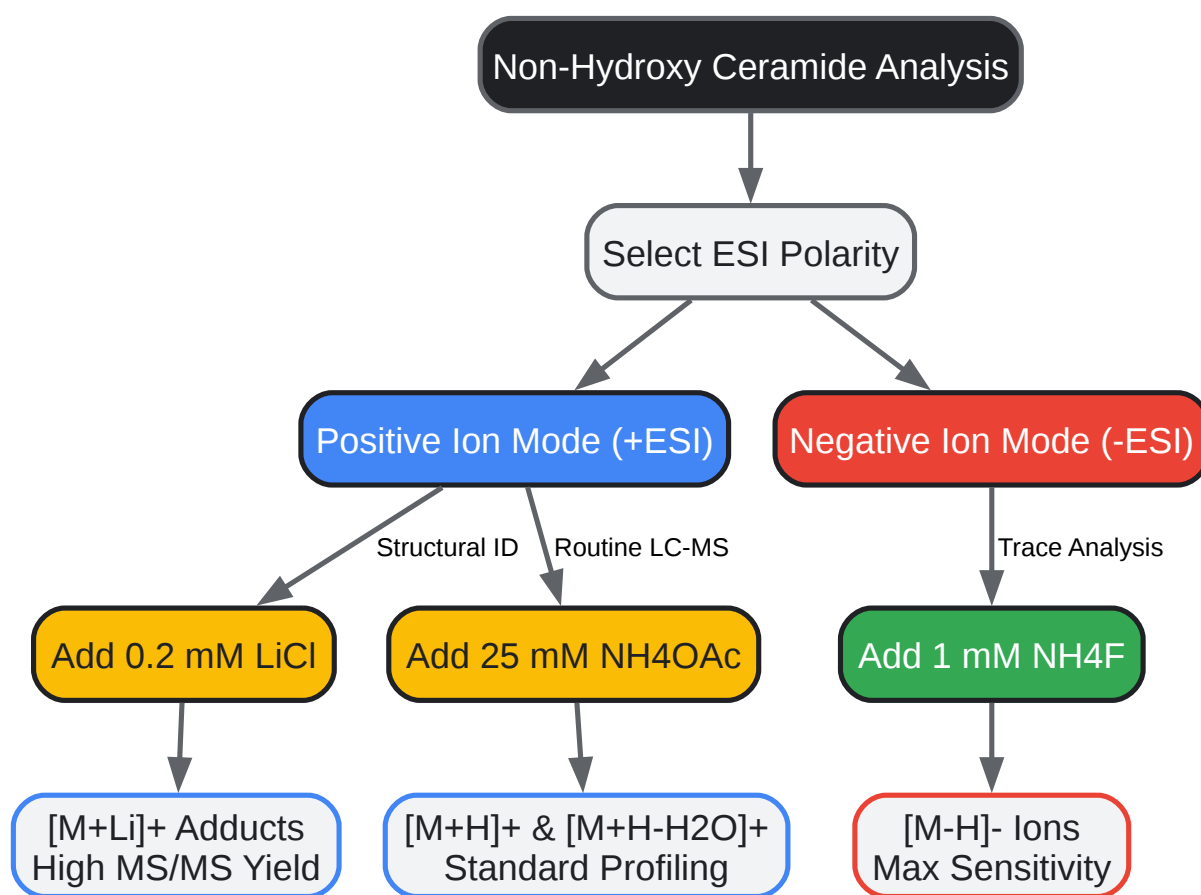 Non-Hydroxy Ceramide Analysis
Select ESI Polarity
Positive Ion Mode (+ESI)
Negative Ion Mode (-ESI)
Structural ID
Routine LC-MS
Trace Analysis
Add 0.2 mM LiCl
Add 25 mM NH4OAc
Add 1 mM NH4F
[M+Li]+ Adducts
High MS/MS Yield
[M+H]+ & [M+H-H2O]+
Standard Profiling
[M-H]- Ions
Max Sensitivity